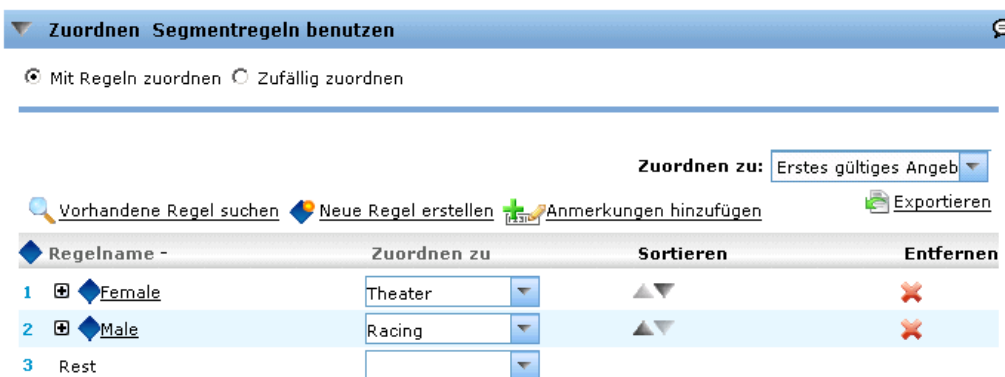 Zuordnen Segmentregeln benutzen
Mit Regeln zuordnen Zufällig zuordnen
Zuordnen zu: Erstes gültiges Angeb
Vorhandene Regel suchen Neue Regel erstellen Anmerkungen hinzufügen Exportieren
Regelname - Zuordnen zu Sortieren Entfernen
1 Female Theater
2 Male Racing
3 Rest